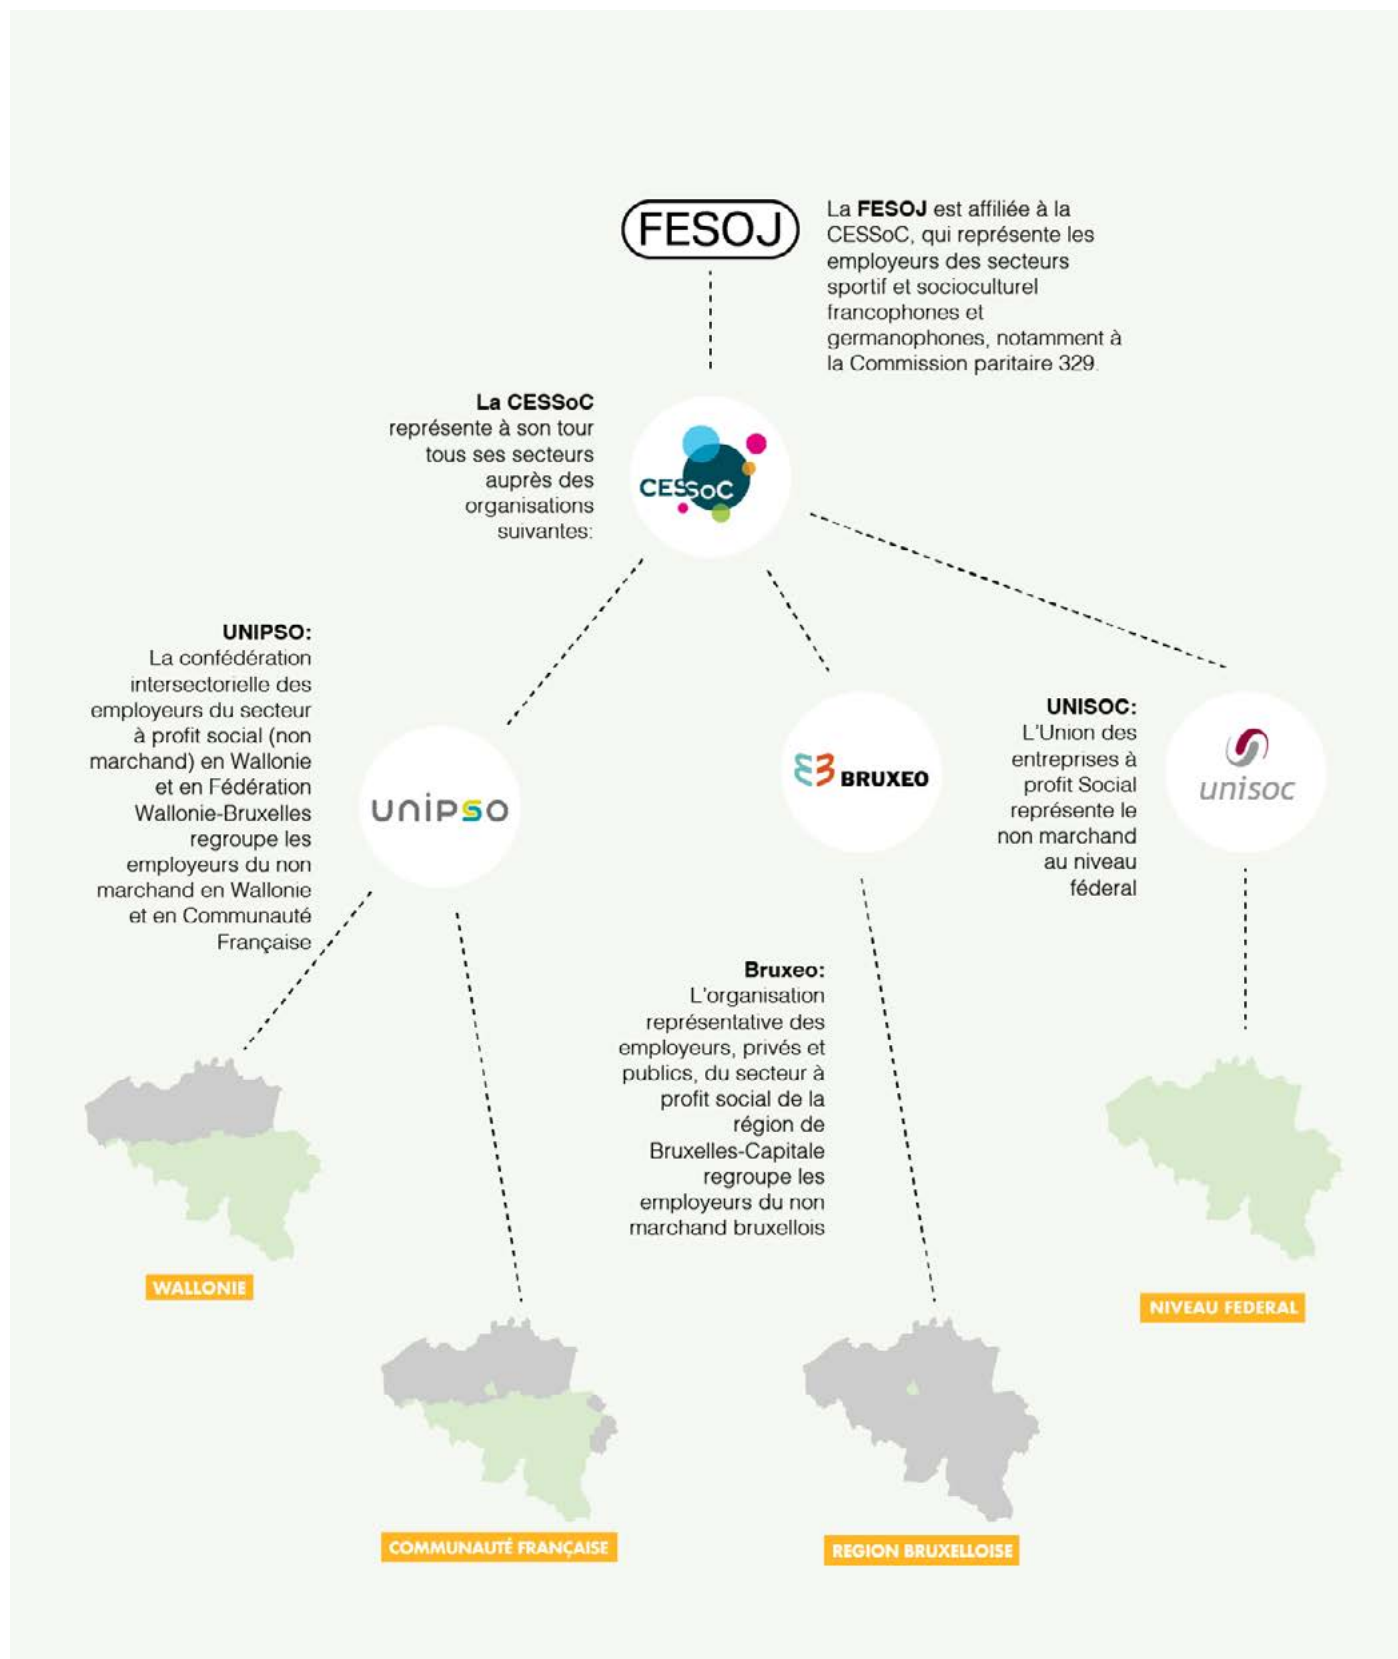 FESOJ
La FESOJ est affiliée à la
CESSoC, qui représente les
employeurs des secteurs
sportif et socioculturel
francophones et
germanophones, notamment à
la Commission paritaire 329.
La CESSoC
représente à son tour
tous ses secteurs
auprès des
organisations
suivantes:
CESSoC
UNIPSO:
La confédération
intersectorielle des
employeurs du secteur
à profit social (non
marchand) en Wallonie
et en Fédération
Wallonie-Bruxelles
regroupe les
employeurs du non
marchand en Wallonie
et en Communauté
Française
unipso
BRUXEO
UNISOC:
L'Union des
entreprises à
profit Social
représente le
non marchand
au niveau
féderal
unisoc
Bruxeo:
L'organisation
représentative des
employeurs, privés et
publics, du secteur à
profit social de la
région de
Bruxelles-Capitale
regroupe les
employeurs du non
marchand bruxellois
WALLONIE
NIVEAU FEDERAL
COMMUNAUTÉ FRANÇAISE
REGION BRUXELLOISE